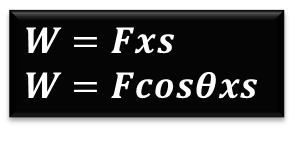 W = Fxs
W = Fcosθxs